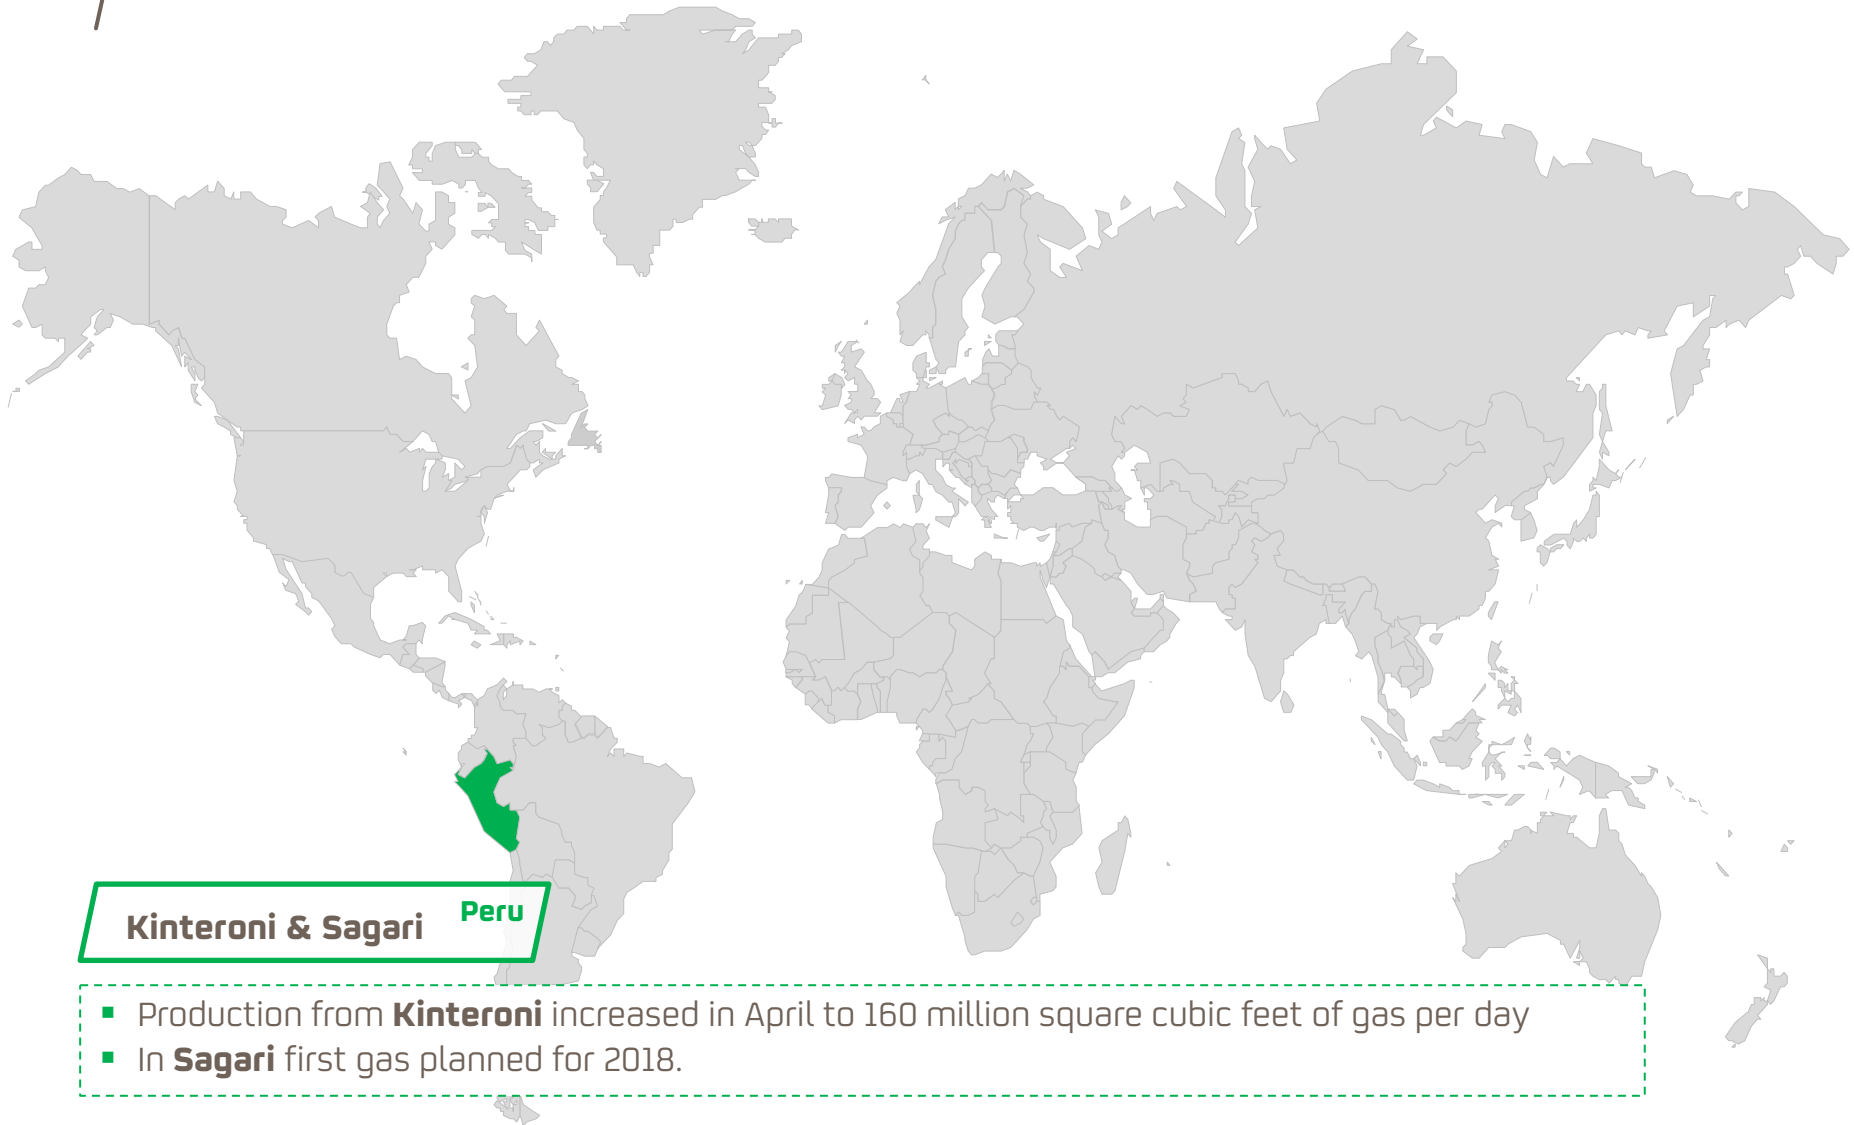 Kinteroni & Sagari
Peru
▪ Production from Kinteroni increased in April to 160 million square cubic feet of gas per day
▪ In Sagari first gas planned for 2018.